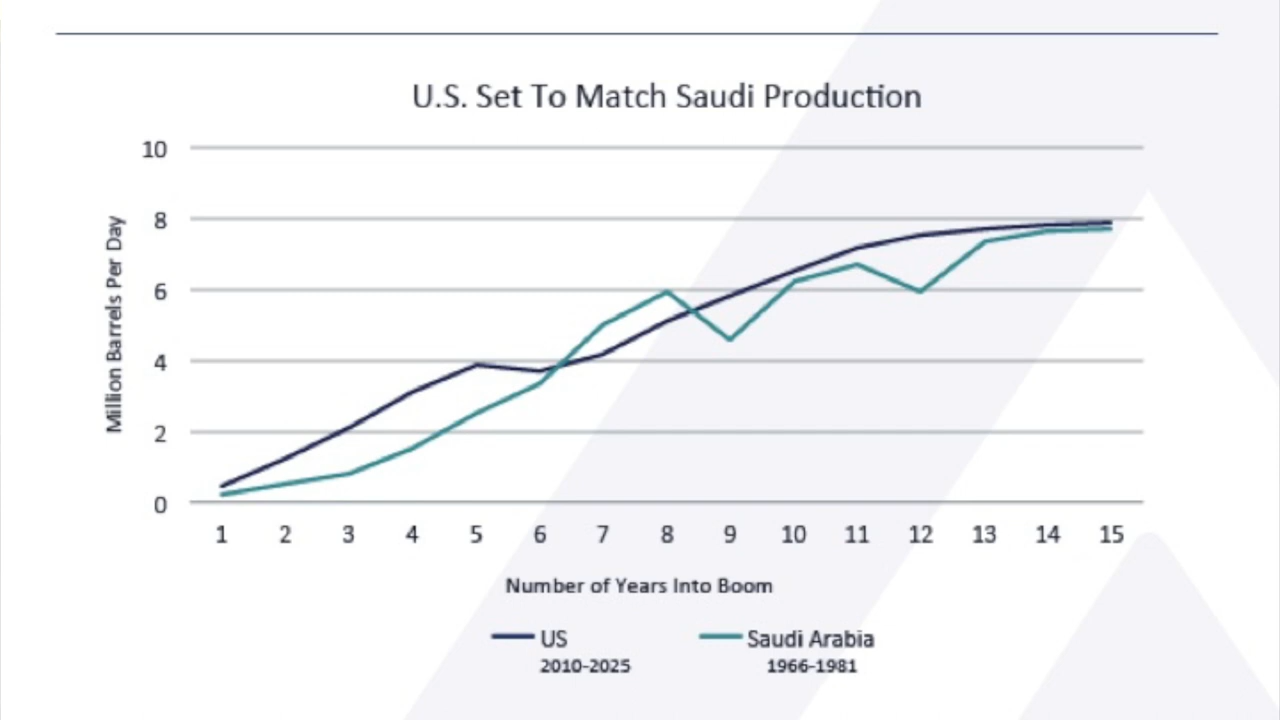 U.S. Set To Match Saudi Production
10
8
6
4
2
0
Million Barrels Per Day
1 2 3 4 5 6 7 8 9 10 11 12 13 14 15
Number of Years Into Boom
US Saudi Arabia
2010-2025 1966-1981